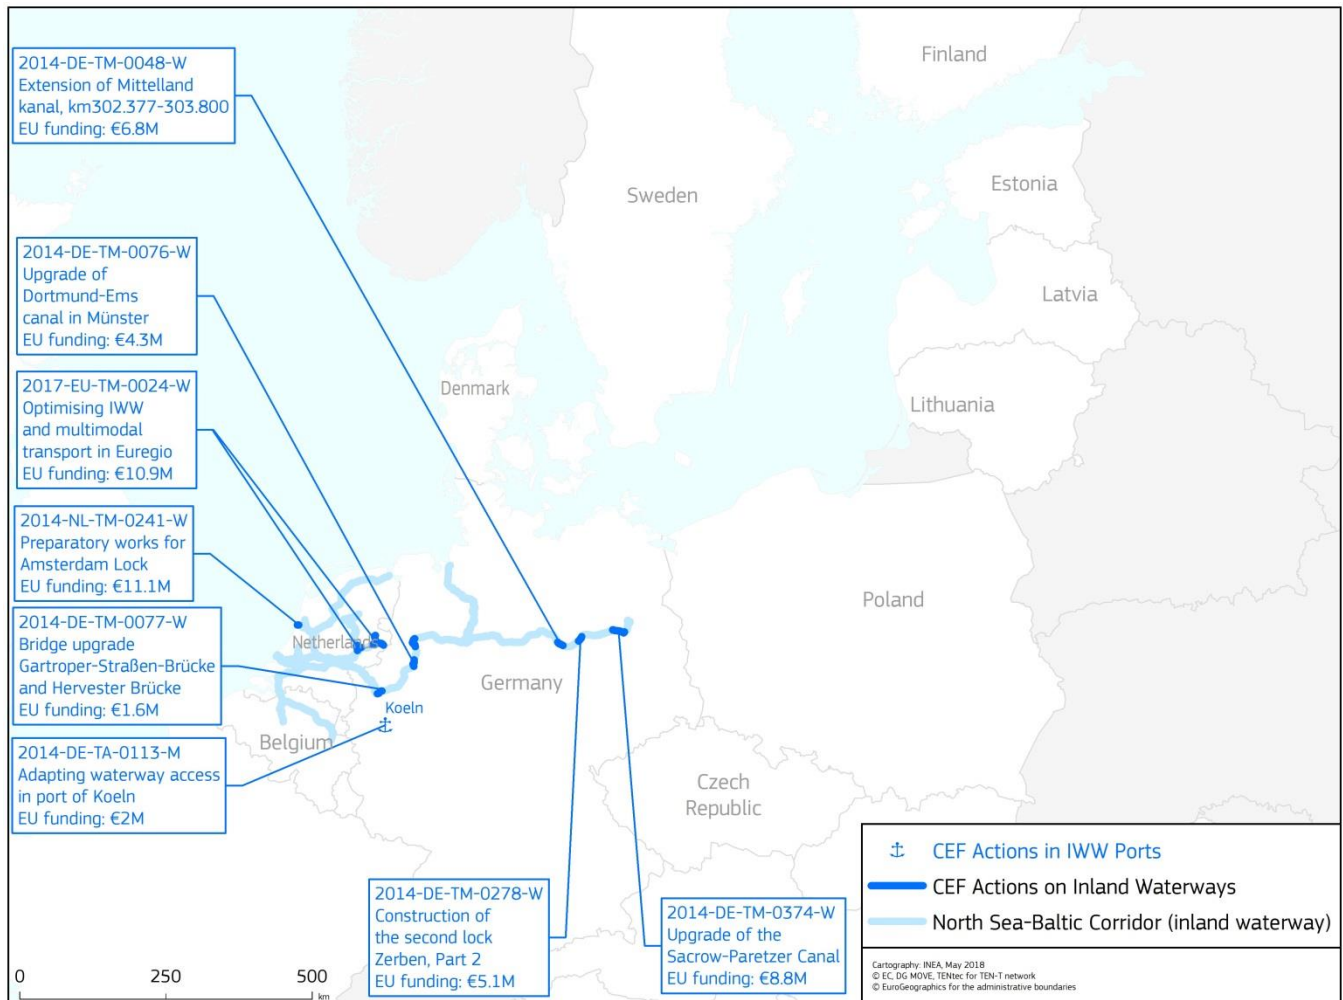 2014-DE-TM-0048-W
Extension of Mittelland
kanal, km302.377-303.800
EU funding: €6.8M
2014-DE-TM-0076-W
Upgrade of
Dortmund-Ems
canal in Münster
EU funding: €4.3M
2017-EU-TM-0024-W
Optimising IWW
and multimodal
transport in Euregio
EU funding: €10.9M
2014-NL-TM-0241-W
Preparatory works for
Amsterdam Lock
EU funding: €11.1M
2014-DE-TM-0077-W
Bridge upgrade
Gartroper-Straßen-Brücke
and Hervester Brücke
EU funding: €1.6M
2014-DE-TA-0113-M
Adapting waterway access
in port of Koeln
EU funding: €2M
2014-DE-TM-0278-W
Construction of
the second lock
Zerben, Part 2
EU funding: €5.1M
2014-DE-TM-0374-W
Upgrade of the
Sacrow-Paretzer Canal
EU funding: €8.8M
Finland
Sweden
Estonia
Latvia
Denmark
Lithuania
Poland
Netherlands
Germany
Koeln
Belgium
Czech
Republic
CEF Actions in IWW Ports
CEF Actions on Inland Waterways
North Sea-Baltic Corridor (inland waterway)
Cartography: INEA, May 2018
© EC, DG MOVE, TENtec for TEN-T network
© EuroGeographics for the administrative boundaries
0 250 500
km